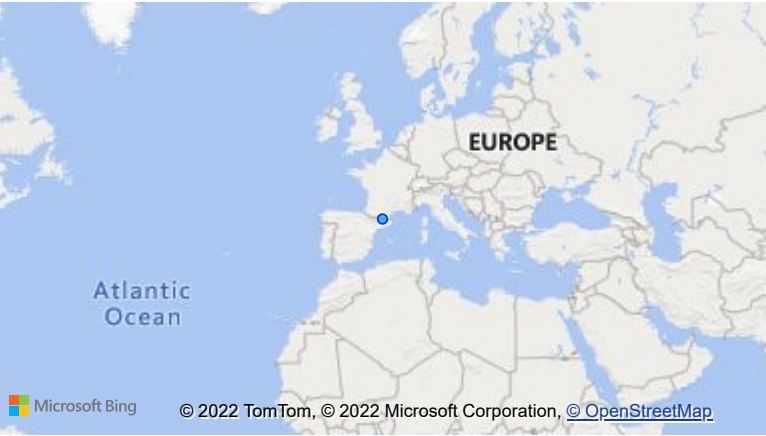 EUROPE
Atlantic
Ocean
Microsoft Bing
© 2022 TomTom, © 2022 Microsoft Corporation, © OpenStreetMap